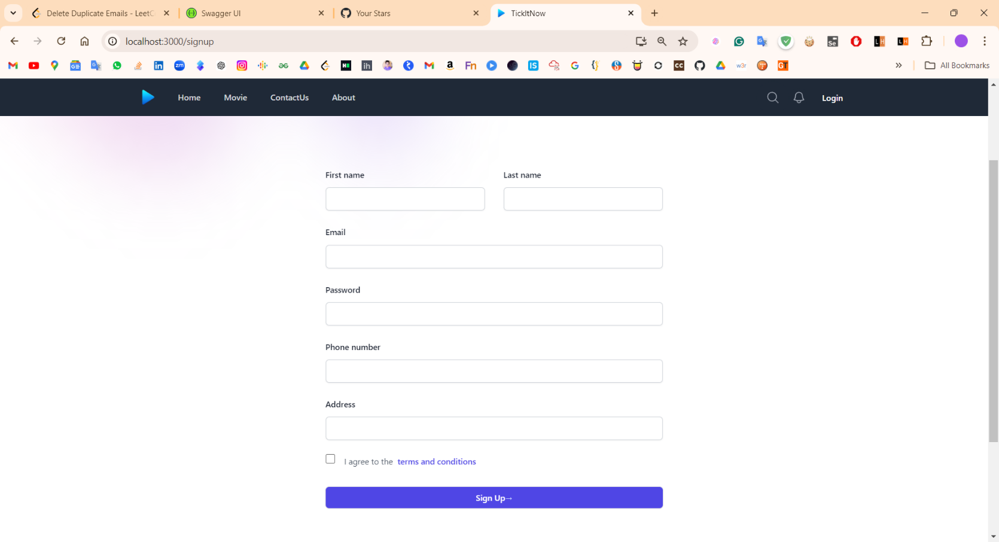 Delete Duplicate Emails - LeetC
Swagger UI
Your Stars
TickItNow
localhost:3000/signup
All Bookmarks
Home
Movie
ContactUs
About
Login
First name
Last name
Email
Password
Phone number
Address
I agree to the terms and conditions
Sign Up→